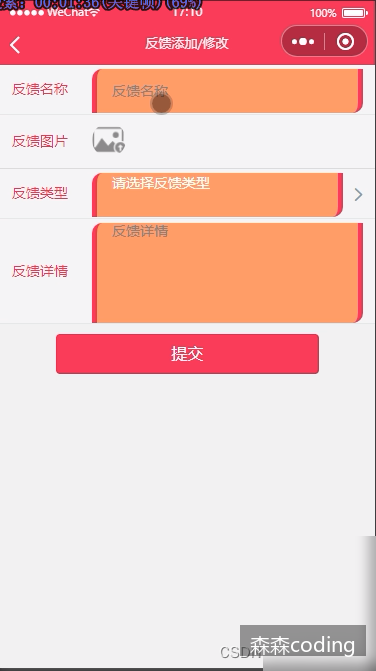 素: 00:01:36(关键帧)(69%)
WeChat
17:10
100%
反馈添加/修改
反馈名称
反馈名称
反馈图片
反馈类型
请选择反馈类型
反馈详情
反馈详情
提交
CSDN
森森coding